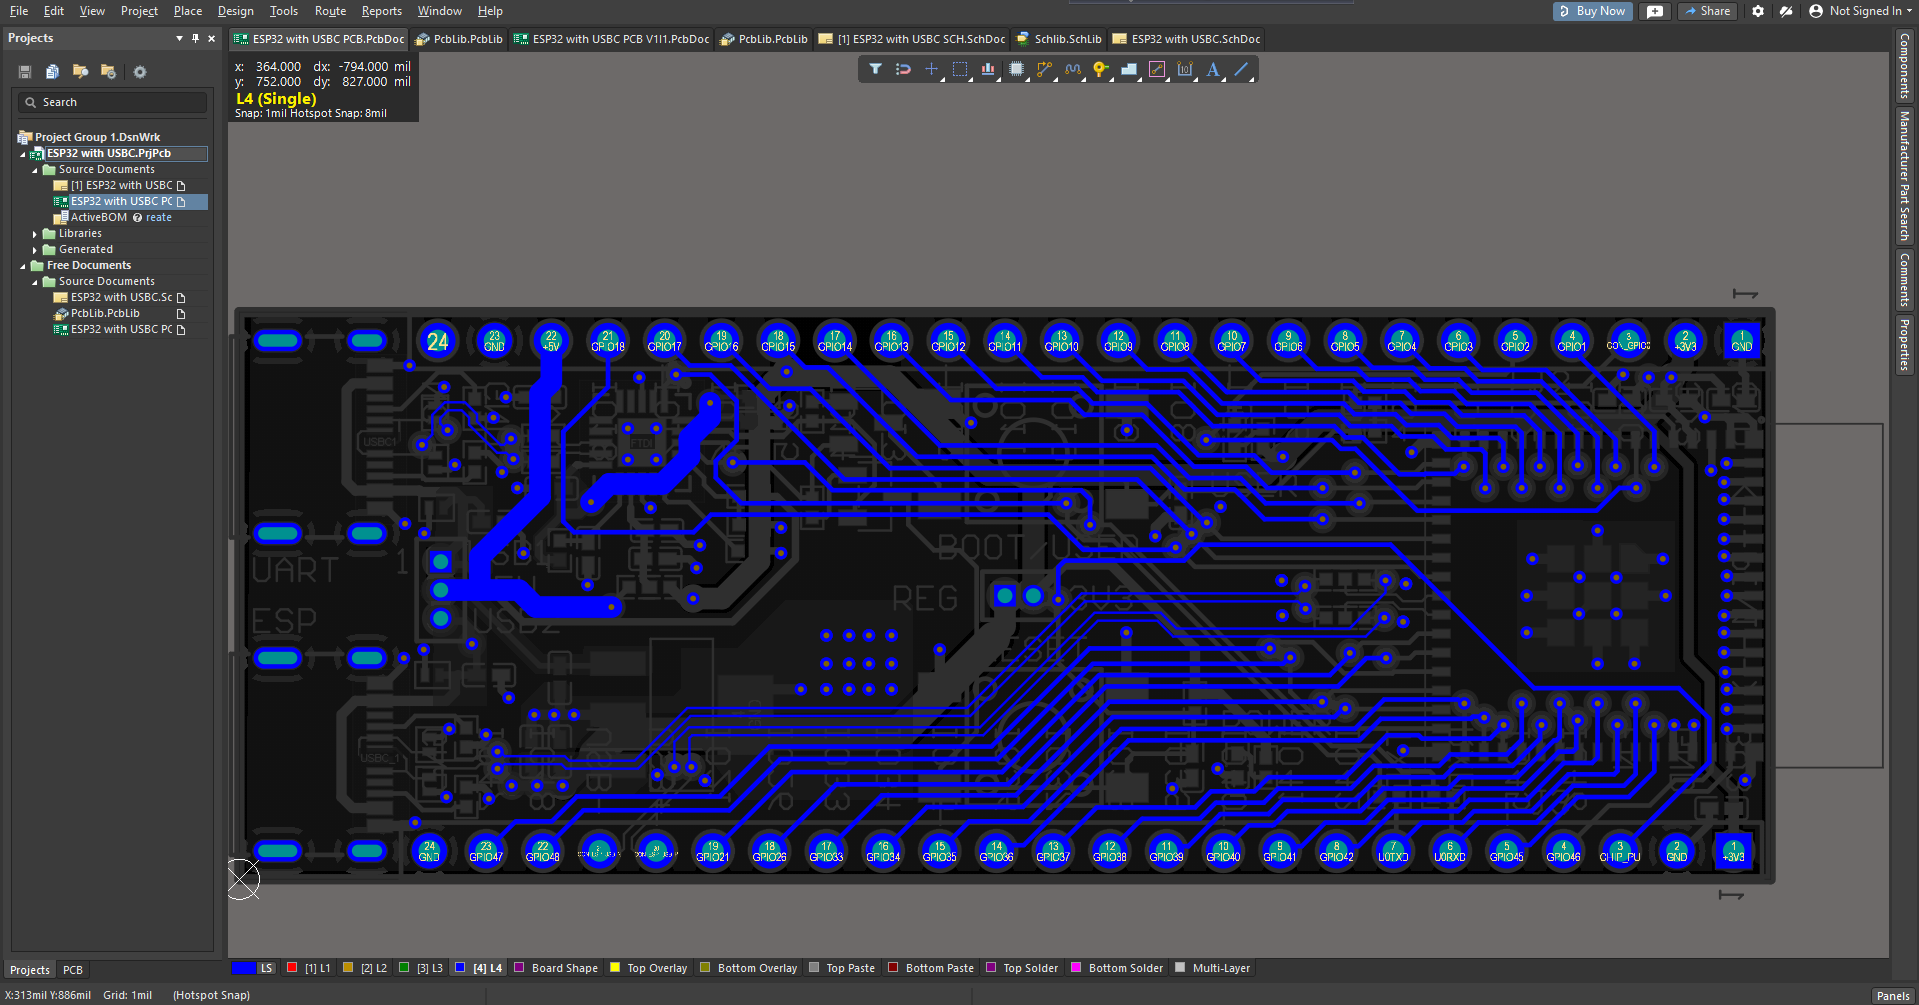 File Edit View Project Place Design Tools Route Reports Window Help
Buy Now Share Not Signed In
Projects
ESP32 with USBC PCB.PcbDoc PcbLib.PcbLib ESP32 with USBC PCB V1I1.PcbDoc PcbLib.PcbLib [1] ESP32 with USBC SCH.SchDoc Schlib.SchLib ESP32 with USBC.SchDoc
x: 364.000 dx: -794.000 mil
y: 752.000 dy: 827.000 mil
L4 (Single)
Snap: 1mil Hotspot Snap: 8mil
Search
Project Group 1.DsnWrk
ESP32 with USBC.PrjPcb
Source Documents
[1] ESP32 with USBC
ESP32 with USBC PC
ActiveBOM reate
Libraries
Generated
Free Documents
Source Documents
ESP32 with USBC.Sc
PcbLib.PcbLib
ESP32 with USBC PC
Components
Manufacturer Part Search
Comments
Properties
24 23 22 21 20 19 18 17 16 15 14 13 12 11 10 9 8 7 6 5 4 3 2 1
GND +5V GPIO18 GPIO17 GPIO16 GPIO15 GPIO14 GPIO13 GPIO12 GPIO11 GPIO10 GPIO9 GPIO8 GPIO7 GPIO6 GPIO5 GPIO4 GPIO3 GPIO2 GPIO1 +3V3 GND
USBC1
FTDI
BOOT/USER
UART 1
REG
ESP
USB2
USBC_1
24 23 22 19 18 17 16 15 14 13 12 11 10 9 8 7 6 5 4 3 2 1
GND GPIO47 GPIO48 GPIO21 GPIO26 GPIO33 GPIO34 GPIO35 GPIO36 GPIO37 GPIO38 GPIO39 GPIO40 GPIO41 GPIO42 U0TXD U0RXD GPIO45 GPIO46 CHIP_PU GND +3V3
LS [1] L1 [2] L2 [3] L3 [4] L4 Board Shape Top Overlay Bottom Overlay Top Paste Bottom Paste Top Solder Bottom Solder Multi-Layer
Projects PCB
X:313mil Y:886mil Grid: 1mil (Hotspot Snap)
Panels